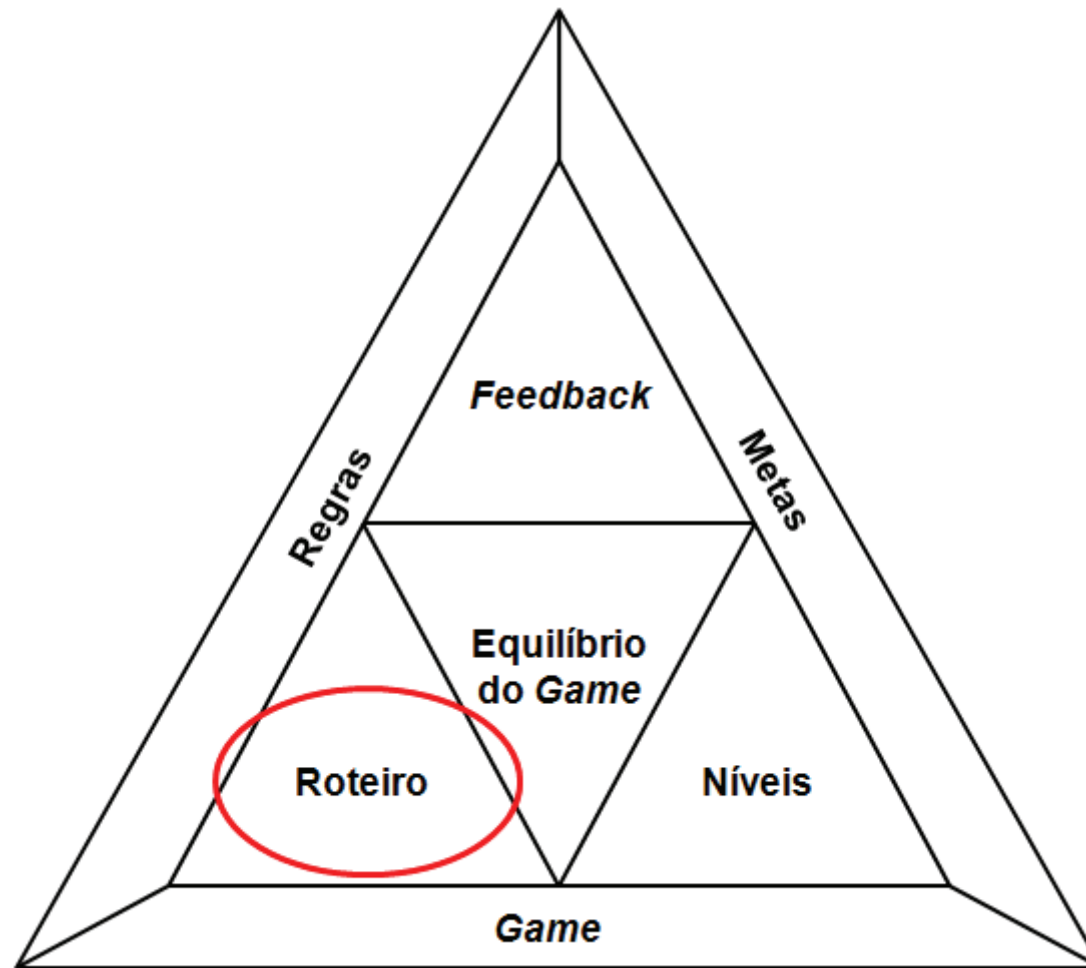 Feedback
Regras
Metas
Equilíbrio
do Game
Roteiro
Níveis
Game